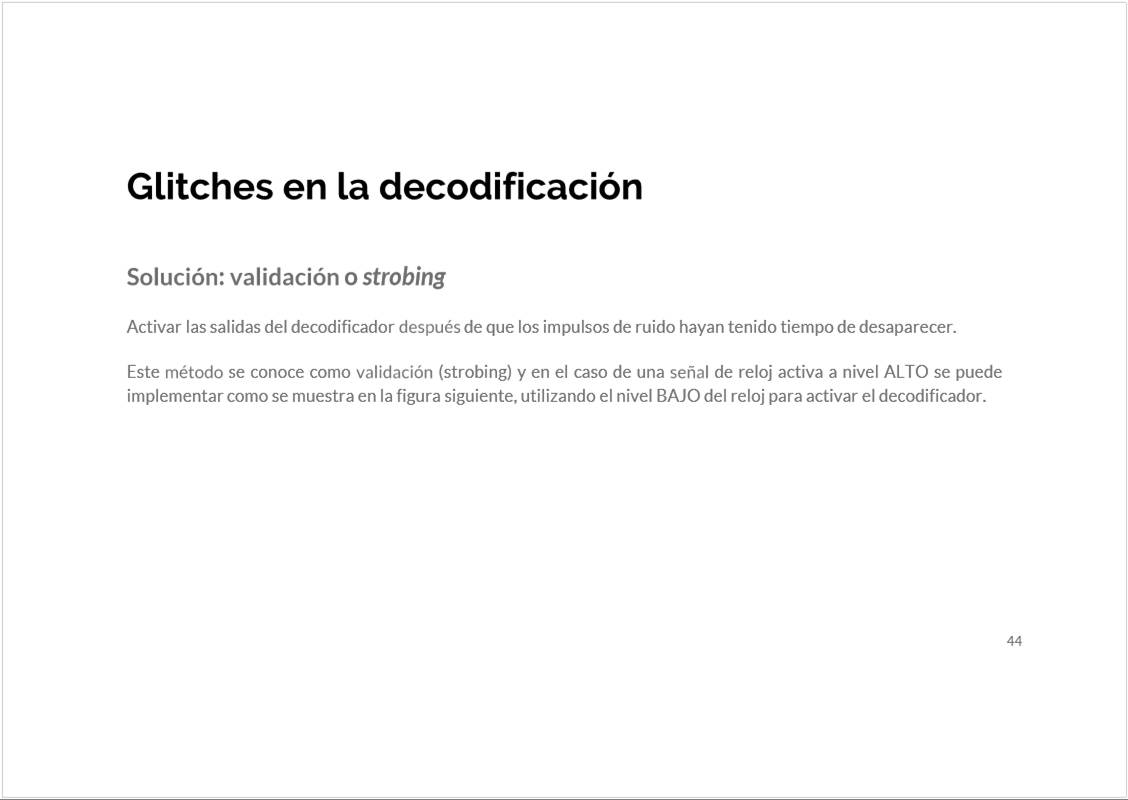 Glitches en la decodificación
Solución: validación o strobing
Activar las salidas del decodificador después de que los impulsos de ruido hayan tenido tiempo de desaparecer.
Este método se conoce como validación (strobing) y en el caso de una señal de reloj activa a nivel ALTO se puede
implementar como se muestra en la figura siguiente, utilizando el nivel BAJO del reloj para activar el decodificador.
44